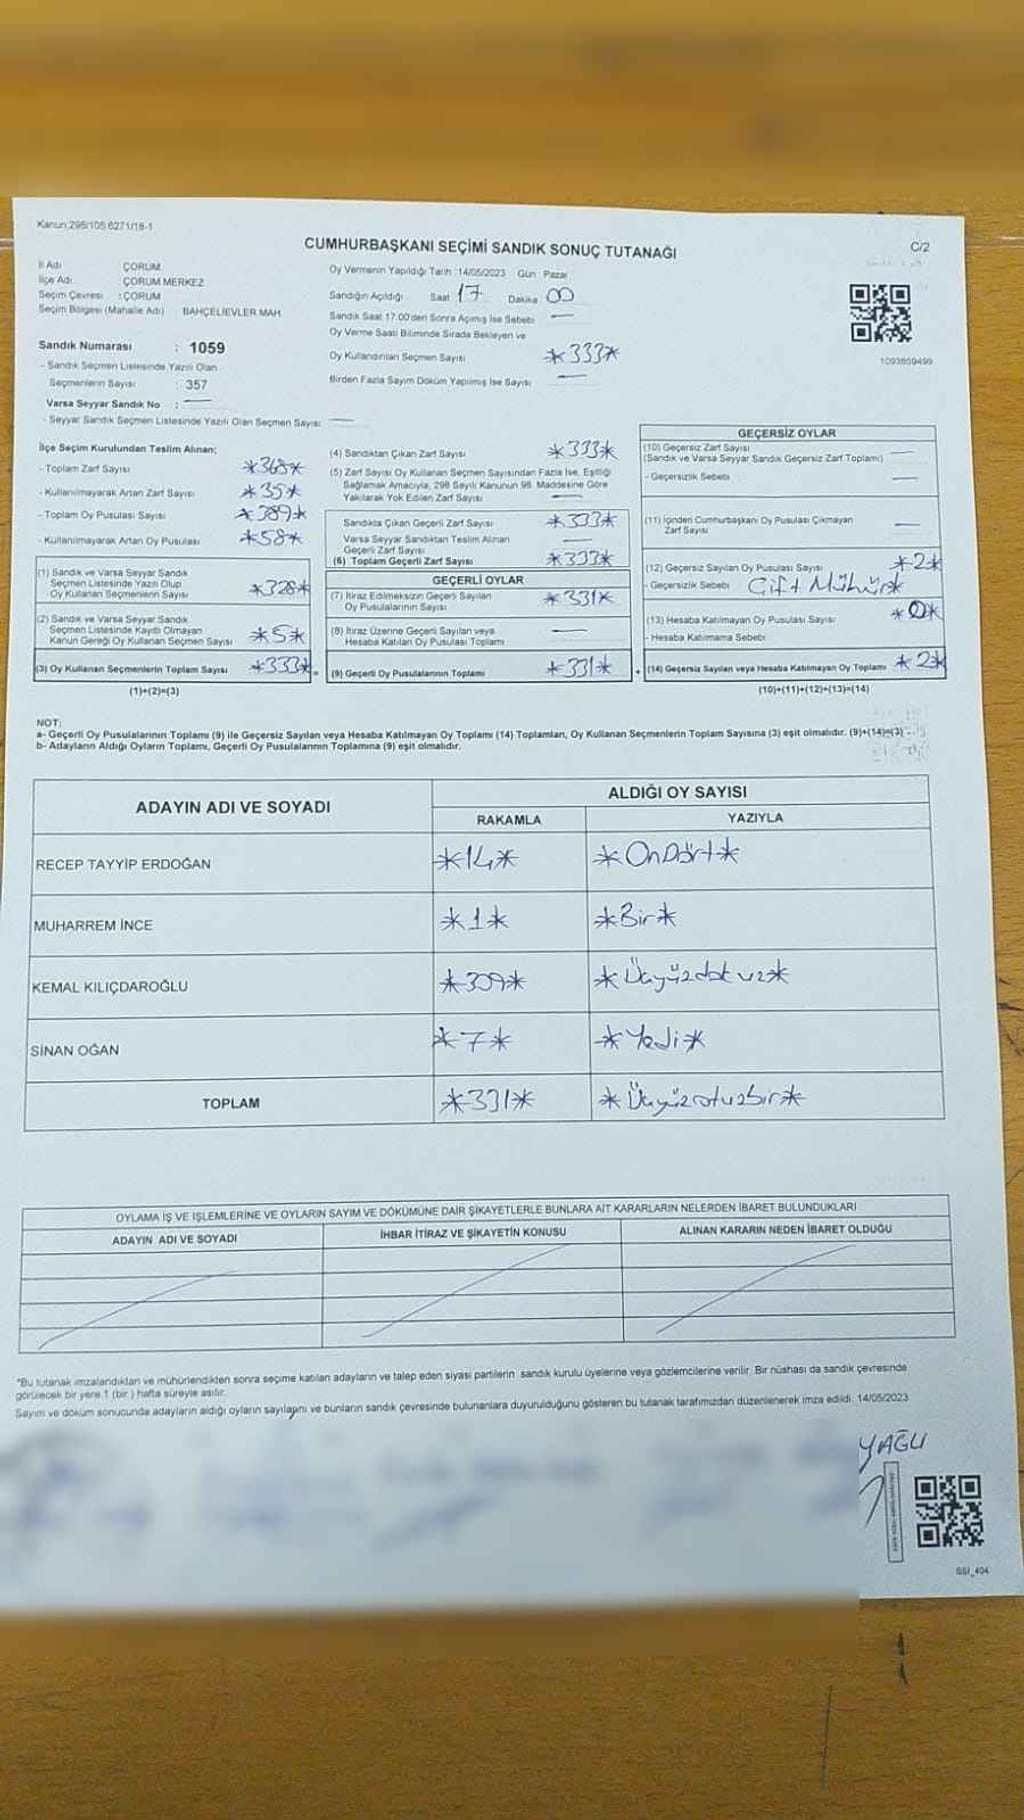 Kanun:298/105.6271/18-1
CUMHURBAŞKANI SEÇİMİ SANDIK SONUÇ TUTANAĞI
C/2
İl Adı ÇORUM
İlçe Adı ÇORUM MERKEZ
Seçim Çevresi : ÇORUM
Seçim Bölgesi (Mahalle Adı) BAHÇELİEVLER MAH.
Sandık Numarası : 1059
- Sandık Seçmen Listesinde Yazılı Olan
Seçmenlerin Sayısı : 357
Varsa Seyyar Sandık No : —
- Seyyar Sandık Seçmen Listesinde Yazılı Olan Seçmen Sayısı: —
Oy Vermenin Yapıldığı Tarih :14/05/2023 Gün : Pazar
Sandığın Açıldığı Saat 17 Dakika 00
Sandık Saat 17.00'den Sonra Açılmış İse Sebebi —
Oy Verme Saati Bitiminde Sırada Bekleyen ve
Oy Kullandırılan Seçmen Sayısı *333*
Birden Fazla Sayım Döküm Yapılmış İse Sayısı —
1093809499
İlçe Seçim Kurulundan Teslim Alınan;
- Toplam Zarf Sayısı *368*
- Kullanılmayarak Artan Zarf Sayısı *35*
- Toplam Oy Pusulası Sayısı *389*
- Kullanılmayarak Artan Oy Pusulası *58*
(1) Sandık ve Varsa Seyyar Sandık
Seçmen Listesinde Yazılı Olup
Oy Kullanan Seçmenlerin Sayısı *328*
(2) Sandık ve Varsa Seyyar Sandık
Seçmen Listesinde Kayıtlı Olmayan
Kanun Gereği Oy Kullanan Seçmen Sayısı *5*
(3) Oy Kullanan Seçmenlerin Toplam Sayısı *333* =
(1)+(2)=(3)
(4) Sandıktan Çıkan Zarf Sayısı *333*
(5) Zarf Sayısı Oy Kullanan Seçmen Sayısından Fazla İse, Eşitliği
Sağlamak Amacıyla, 298 Sayılı Kanunun 98. Maddesine Göre
Yakılarak Yok Edilen Zarf Sayısı —
Sandıkta Çıkan Geçerli Zarf Sayısı *333*
Varsa Seyyar Sandıktan Teslim Alınan
Geçerli Zarf Sayısı —
(6) Toplam Geçerli Zarf Sayısı *333*
GEÇERLİ OYLAR
(7) İtiraz Edilmeksizin Geçerli Sayılan
Oy Pusulalarının Sayısı *331*
(8) İtiraz Üzerine Geçerli Sayılan veya
Hesaba Katılan Oy Pusulası Toplamı —
(9) Geçerli Oy Pusulalarının Toplamı *331* +
GEÇERSİZ OYLAR
(10) Geçersiz Zarf Sayısı
(Sandık ve Varsa Seyyar Sandık Geçersiz Zarf Toplamı) —
- Geçersizlik Sebebi —
(11) İçinden Cumhurbaşkanı Oy Pusulası Çıkmayan
Zarf Sayısı —
(12) Geçersiz Sayılan Oy Pusulası Sayısı *2*
- Geçersizlik Sebebi Çift Mühür*
(13) Hesaba Katılmayan Oy Pusulası Sayısı *0*
- Hesaba Katılmama Sebebi
(14) Geçersiz Sayılan veya Hesaba Katılmayan Oy Toplamı *2*
(10)+(11)+(12)+(13)=(14)
NOT:
a- Geçerli Oy Pusulalarının Toplamı (9) ile Geçersiz Sayılan veya Hesaba Katılmayan Oy Toplamı (14) Toplamları, Oy Kullanan Seçmenlerin Toplam Sayısına (3) eşit olmalıdır. (9)+(14)=(3)
b- Adayların Aldığı Oyların Toplamı, Geçerli Oy Pusulalarının Toplamına (9) eşit olmalıdır.
ADAYIN ADI VE SOYADI
ALDIĞI OY SAYISI
RAKAMLA YAZIYLA
RECEP TAYYİP ERDOĞAN *14* *OnDört*
MUHARREM İNCE *1* *Bir*
KEMAL KILIÇDAROĞLU *309* *Üçyüzdokuz*
SİNAN OĞAN *7* *Yedi*
TOPLAM *331* *Üçyüzotuzbir*
OYLAMA İŞ VE İŞLEMLERİNE VE OYLARIN SAYIM VE DÖKÜMÜNE DAİR ŞİKAYETLERLE BUNLARA AİT KARARLARIN NELERDEN İBARET BULUNDUKLARI
ADAYIN ADI VE SOYADI İHBAR İTİRAZ VE ŞİKAYETİN KONUSU ALINAN KARARIN NEDEN İBARET OLDUĞU
*Bu tutanak imzalandıktan ve mühürlendikten sonra seçime katılan adayların ve talep eden siyasi partilerin sandık kurulu üyelerine veya gözlemcilerine verilir. Bir nüshası da sandık çevresinde
görülecek bir yere 1 (bir ) hafta süreyle asılır.
Sayım ve döküm sonucunda adayların aldığı oyların sayılarını ve bunların sandık çevresinde bulunanlara duyurulduğunu gösteren bu tutanak tarafımızdan düzenlenerek imza edildi. 14/05/2023
YAĞLI
SSI_404